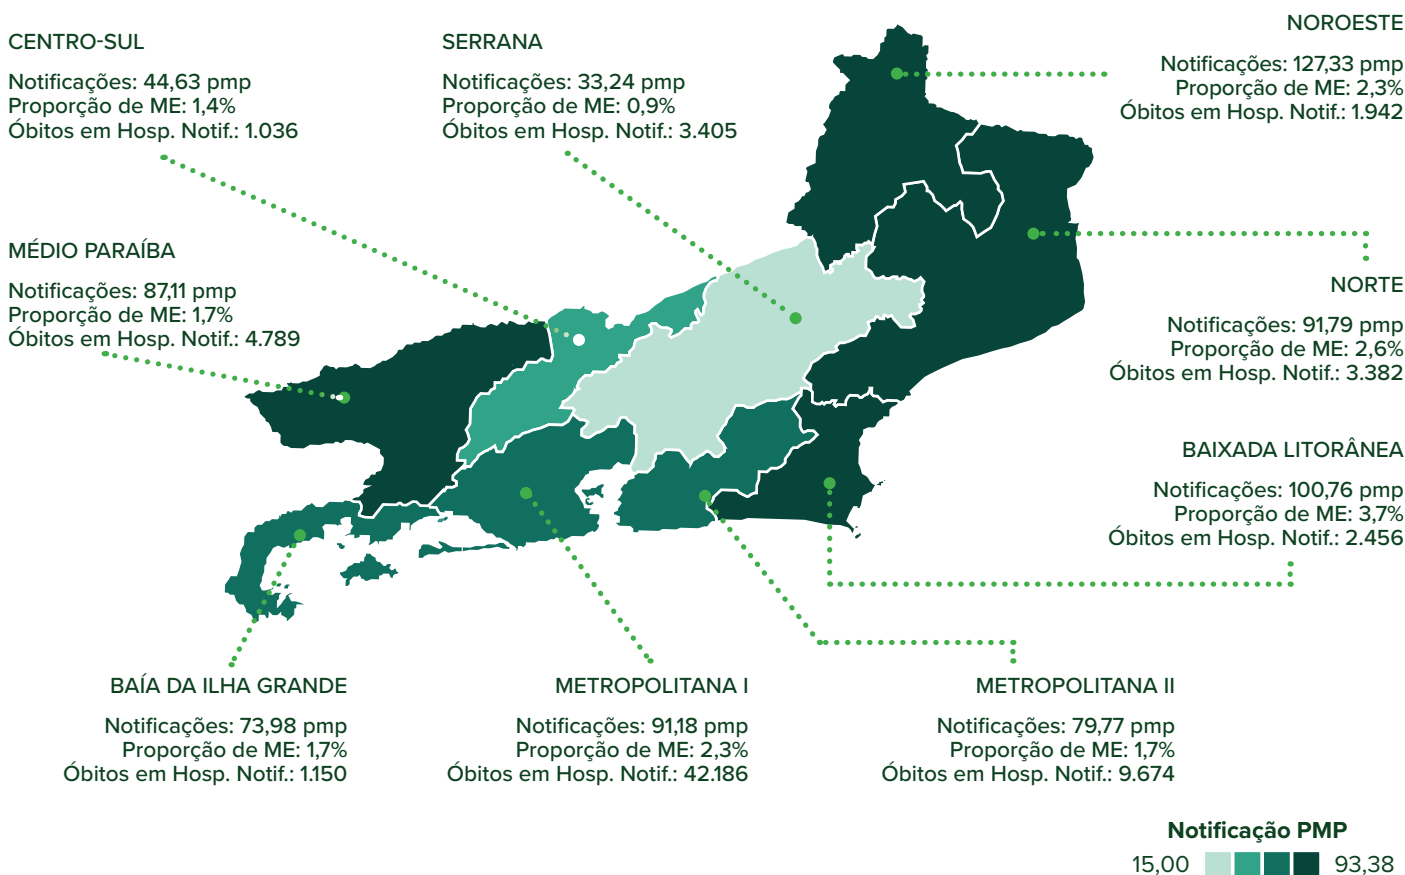 CENTRO-SUL
Notificações: 44,63 pmp
Proporção de ME: 1,4%
Óbitos em Hosp. Notif.: 1.036
SERRANA
Notificações: 33,24 pmp
Proporção de ME: 0,9%
Óbitos em Hosp. Notif.: 3.405
NOROESTE
Notificações: 127,33 pmp
Proporção de ME: 2,3%
Óbitos em Hosp. Notif.: 1.942
MÉDIO PARAÍBA
Notificações: 87,11 pmp
Proporção de ME: 1,7%
Óbitos em Hosp. Notif.: 4.789
NORTE
Notificações: 91,79 pmp
Proporção de ME: 2,6%
Óbitos em Hosp. Notif.: 3.382
BAIXADA LITORÂNEA
Notificações: 100,76 pmp
Proporção de ME: 3,7%
Óbitos em Hosp. Notif.: 2.456
BAÍA DA ILHA GRANDE
Notificações: 73,98 pmp
Proporção de ME: 1,7%
Óbitos em Hosp. Notif.: 1.150
METROPOLITANA I
Notificações: 91,18 pmp
Proporção de ME: 2,3%
Óbitos em Hosp. Notif.: 42.186
METROPOLITANA II
Notificações: 79,77 pmp
Proporção de ME: 1,7%
Óbitos em Hosp. Notif.: 9.674
Notificação PMP
15,00 93,38